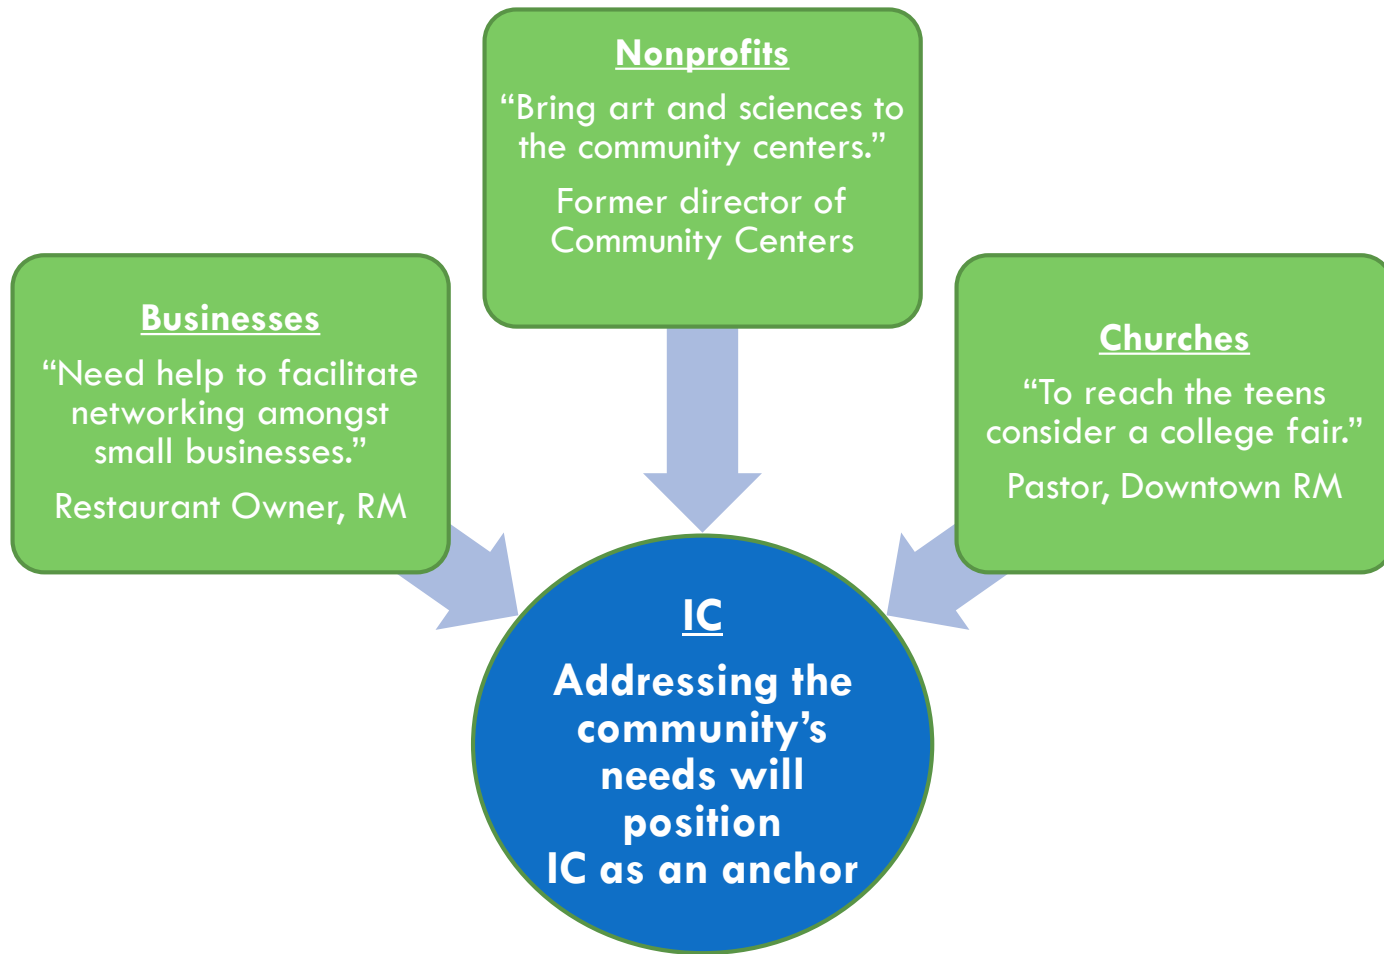 Nonprofits
“Bring art and sciences to
the community centers.”
Former director of
Community Centers
Businesses
“Need help to facilitate
networking amongst
small businesses.”
Restaurant Owner, RM
Churches
“To reach the teens
consider a college fair.”
Pastor, Downtown RM
IC
Addressing the
community’s
needs will
position
IC as an anchor